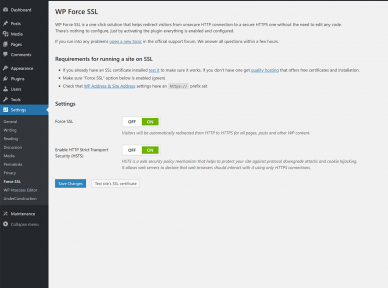 Dashboard
Posts
Media
Pages
Comments
Appearance
Plugins
Users
Tools
Settings
General
Writing
Reading
Discussion
Media
Permalinks
Privacy
Force SSL
WP Maxxer Editor
UnderConstruction
Maintenance
Collapse menu
WP Force SSL
WP Force SSL is a one-click solution that helps redirect visitors from unsecure HTTP connection to a secure HTTPS one without the need to edit any code.
There's nothing to configure, just by activating the plugin everything is enabled and configured.
If you run into any problems open a new topic in the official support forum. We answer all questions within a few hours.
Requirements for running a site on SSL
If you already have an SSL certificate installed test it to make sure it works. If you don't have one get quality hosting that often free certificates and installation.
Make sure "Force SSL" option below is enabled (green)
Check that WP Address & Site Address settings have an https:// prefix set
Settings
Force SSL
OFF ON
Visitors will be automatically redirected from HTTP to HTTPS for all pages, posts and other WP content.
Enable HTTP Strict Transport
Security (HSTS)
OFF ON
HSTS is a web security policy mechanism that helps to protect your site against protocol downgrade attacks and cookie hijacking.
It allows web servers to declare that web browsers should interact with it using only HTTPS connections.
Save Changes
Test site's SSL certificate